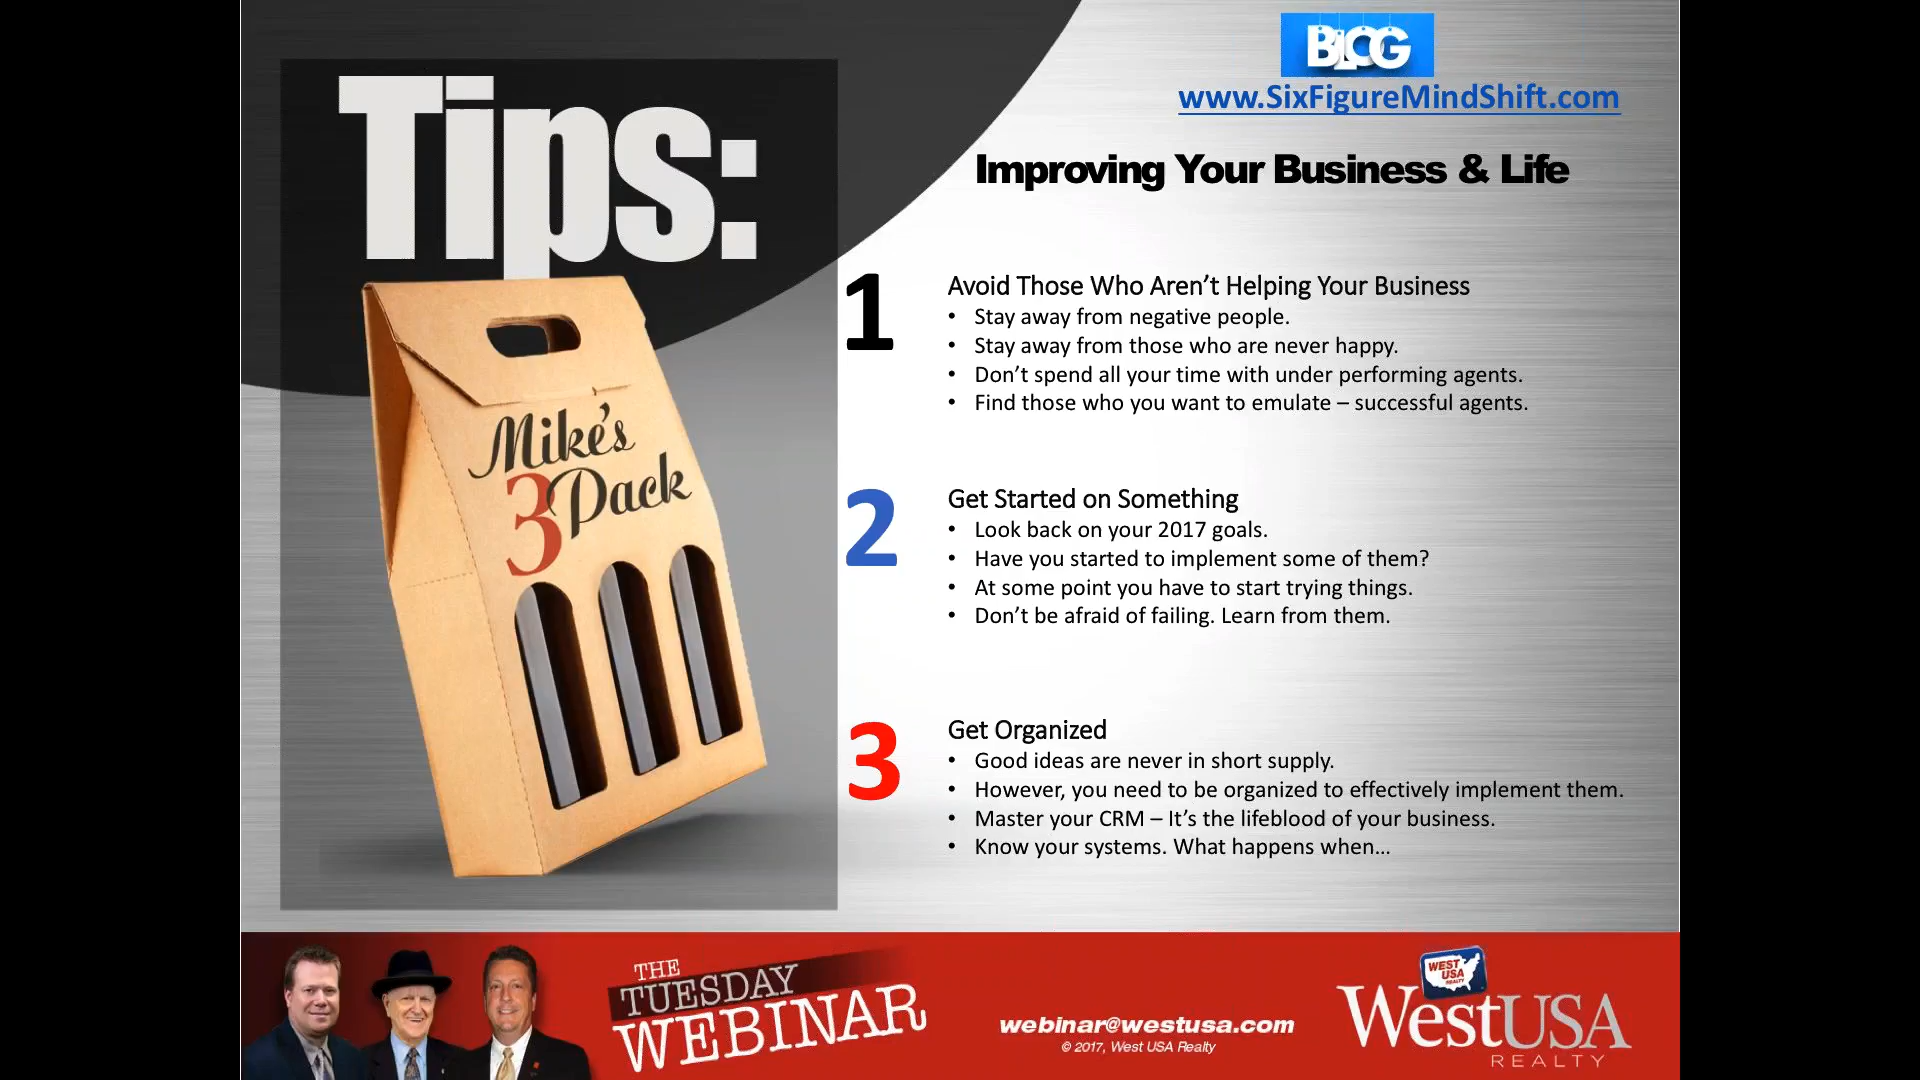 Tips:
Mike's
3 Pack
BLOG
www.SixFigureMindShift.com
Improving Your Business & Life
1
Avoid Those Who Aren't Helping Your Business
• Stay away from negative people.
• Stay away from those who are never happy.
• Don't spend all your time with under performing agents.
• Find those who you want to emulate – successful agents.
2
Get Started on Something
• Look back on your 2017 goals.
• Have you started to implement some of them?
• At some point you have to start trying things.
• Don't be afraid of failing. Learn from them.
3
Get Organized
• Good ideas are never in short supply.
• However, you need to be organized to effectively implement them.
• Master your CRM – It's the lifeblood of your business.
• Know your systems. What happens when...
THE
TUESDAY
WEBINAR
webinar@westusa.com
© 2017, West USA Realty
WEST
USA
REALTY
WestUSA
REALTY